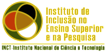 Instituto de
Inclusão no
Ensino Superior
e na Pesquisa
INCT Instituto Nacional de Ciência e Tecnologia